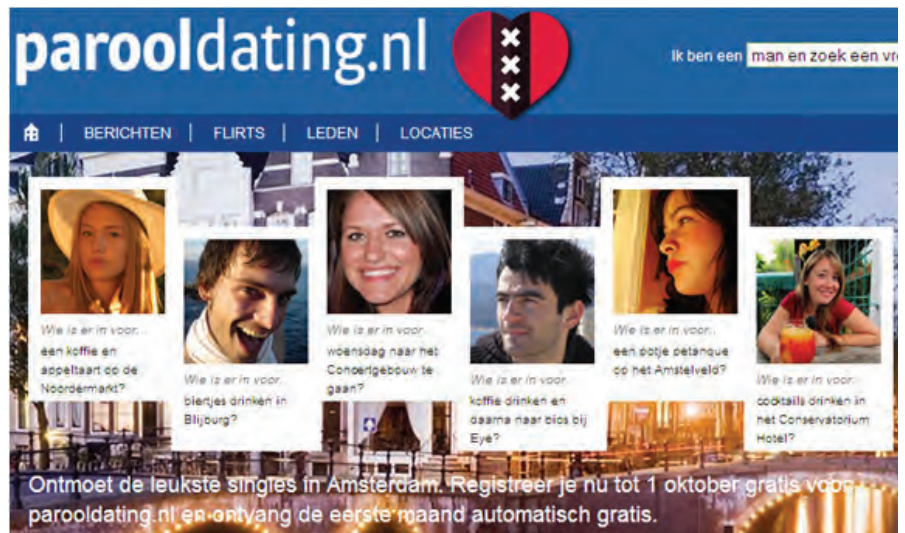 parooldating.nl
Ik ben een man en zoek een
BERICHTEN | FLIRTS | LEDEN | LOCATIES
Wie is er in voor...
een koffie en
appeltaart op de
Noordermarkt?
Wie is er in voor..
biertjes drinken in
Blijburg?
Wie is er in voor..
woensdag naar het
Concertgebouw te
gaan?
Wie is er in voor..
koffie drinken en
daarna naar bios bij
Eye?
Wie is er in voor..
een potje petanque
op het Amstelveld?
Wie is er in voor..
cocktails drinken in
het Conservatorium
Hotel?
Ontmoet de leukste singles in Amsterdam. Registreer je nu tot 1 oktober gratis voor
parooldating.nl en ontvang de eerste maand automatisch gratis.